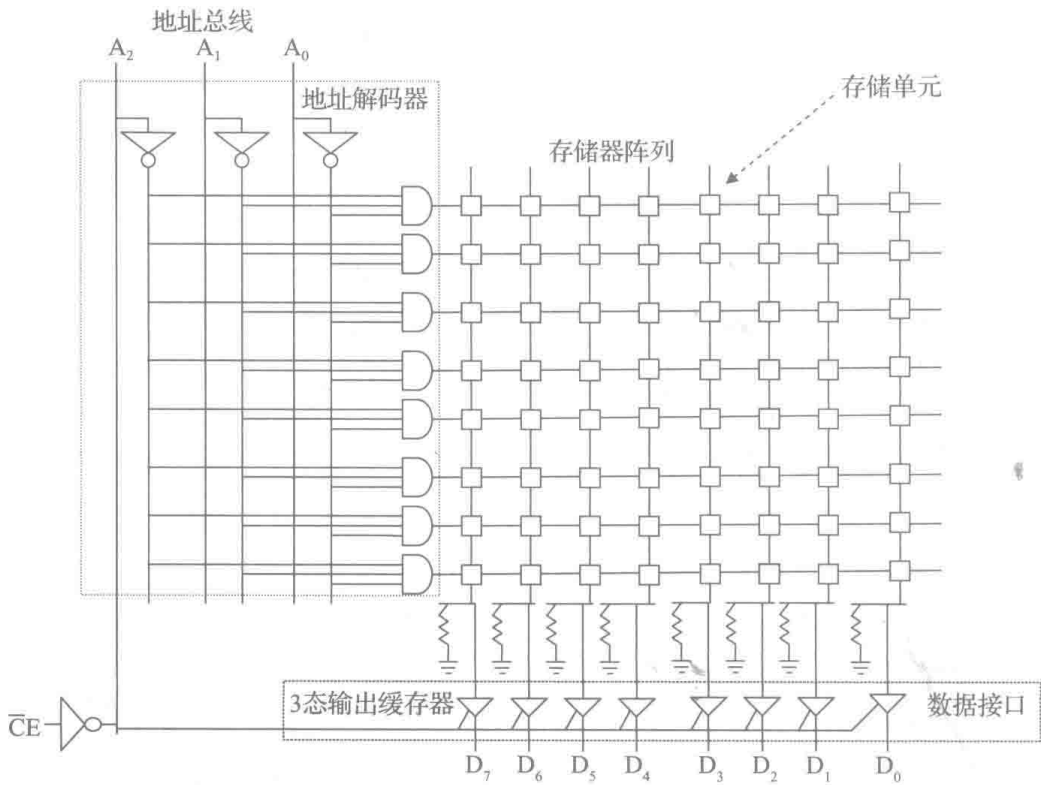 地址总线
A₂ A₁ A₀
地址解码器
存储单元
存储器阵列
3态输出缓存器
数据接口
C̅E
D₇ D₆ D₅ D₄ D₃ D₂ D₁ D₀